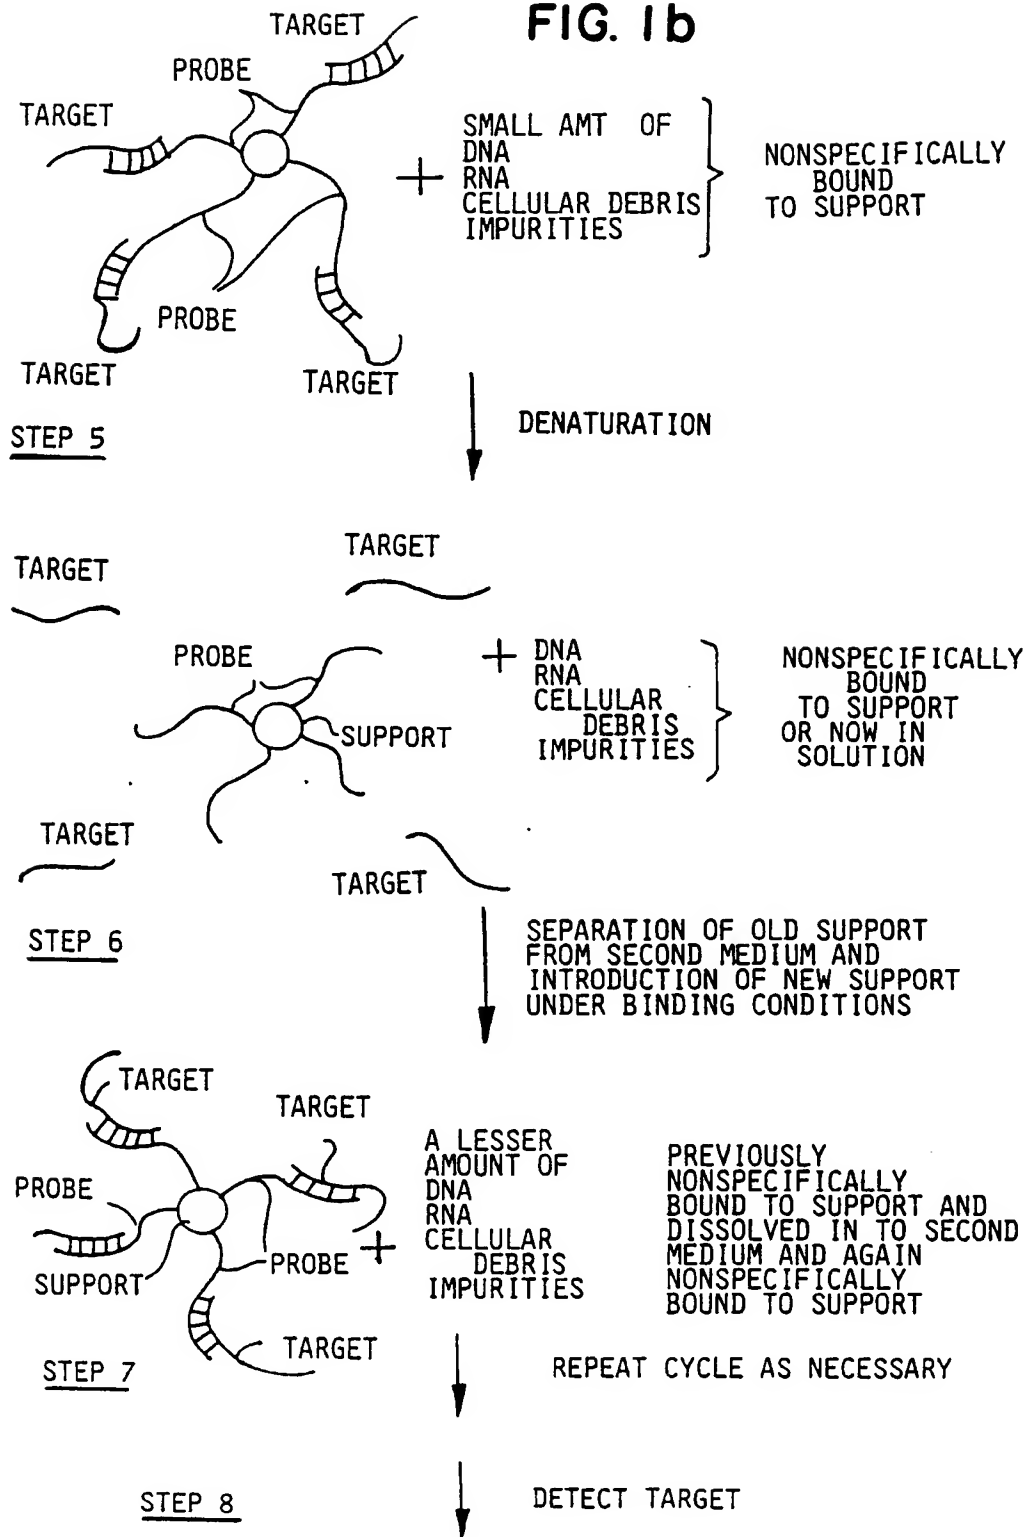 FIG. 1b
TARGET
PROBE
TARGET
SMALL AMT OF
DNA
RNA
CELLULAR DEBRIS
IMPURITIES
+
NONSPECIFICALLY
BOUND
TO SUPPORT
PROBE
TARGET
TARGET
STEP 5
DENATURATION
TARGET
TARGET
PROBE
SUPPORT
+
DNA
RNA
CELLULAR
DEBRIS
IMPURITIES
NONSPECIFICALLY
BOUND
TO SUPPORT
OR NOW IN
SOLUTION
TARGET
TARGET
STEP 6
SEPARATION OF OLD SUPPORT
FROM SECOND MEDIUM AND
INTRODUCTION OF NEW SUPPORT
UNDER BINDING CONDITIONS
TARGET
TARGET
PROBE
SUPPORT
PROBE
+
A LESSER
AMOUNT OF
DNA
RNA
CELLULAR
DEBRIS
IMPURITIES
PREVIOUSLY
NONSPECIFICALLY
BOUND TO SUPPORT AND
DISSOLVED IN TO SECOND
MEDIUM AND AGAIN
NONSPECIFICALLY
BOUND TO SUPPORT
TARGET
STEP 7
REPEAT CYCLE AS NECESSARY
STEP 8
DETECT TARGET